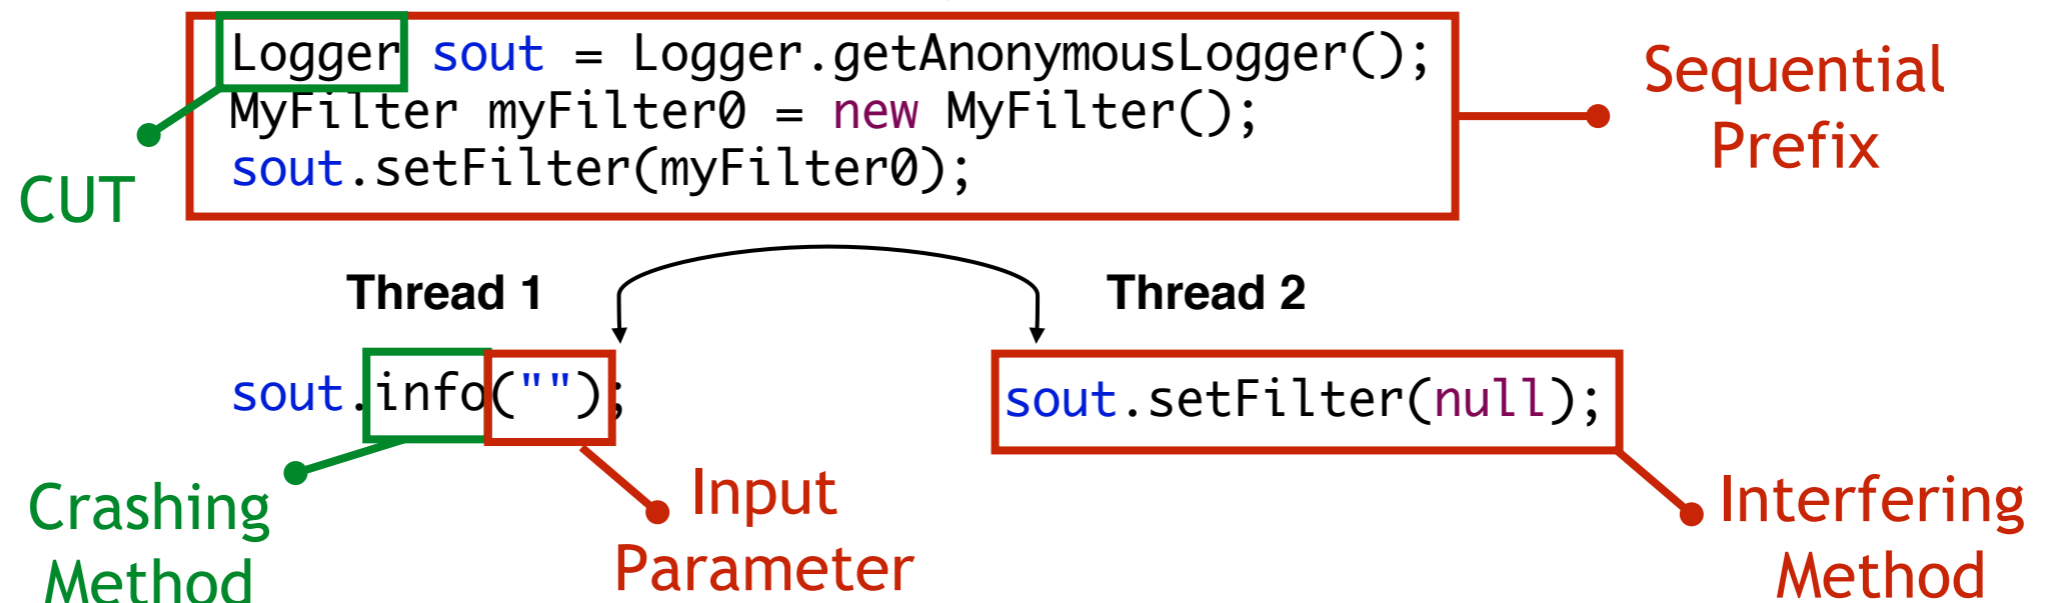 Logger sout = Logger.getAnonymousLogger();
MyFilter myFilter0 = new MyFilter();
sout.setFilter(myFilter0);
Sequential
Prefix
CUT
Thread 1
Thread 2
sout.info("");
sout.setFilter(null);
Crashing
Method
Input
Parameter
Interfering
Method